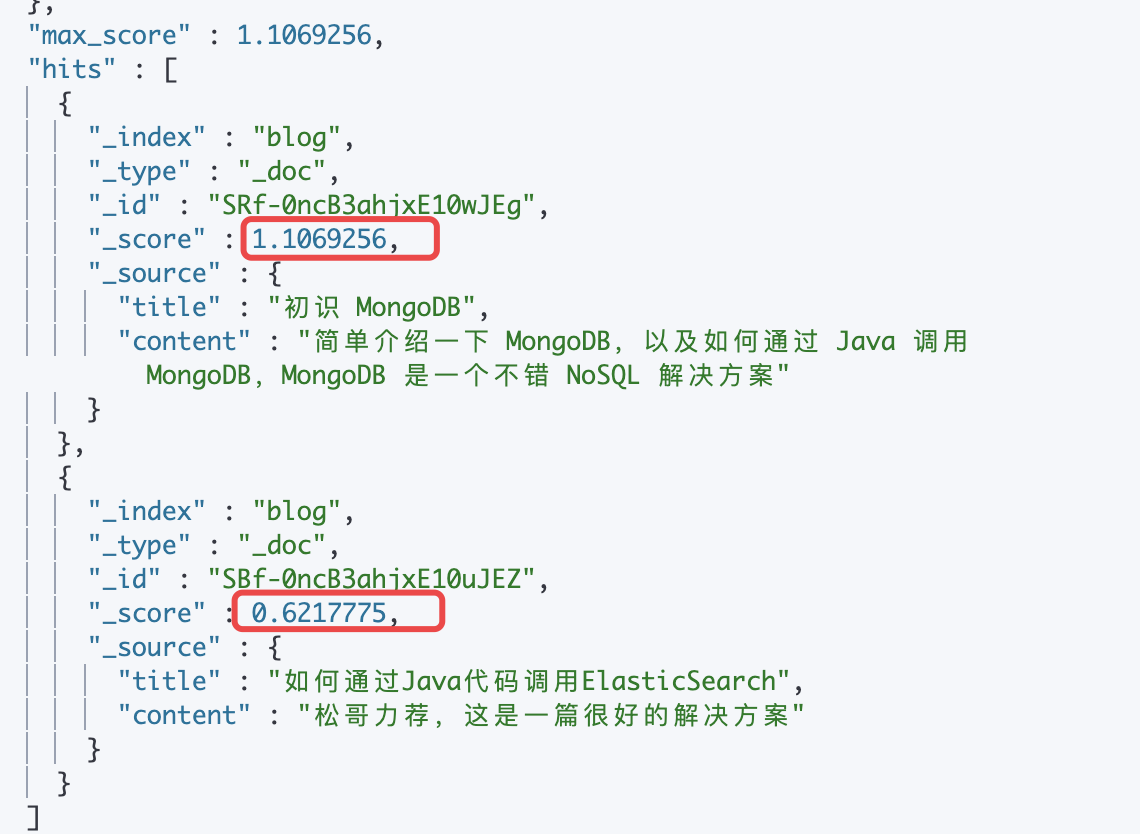 },
"max_score" : 1.1069256,
"hits" : [
{
"_index" : "blog",
"_type" : "_doc",
"_id" : "SRf-0ncB3ahjxE10wJEg",
"_score" : 1.1069256,
"_source" : {
"title" : "初识 MongoDB",
"content" : "简单介绍一下 MongoDB，以及如何通过 Java 调用
MongoDB，MongoDB 是一个不错 NoSQL 解决方案"
}
},
{
"_index" : "blog",
"_type" : "_doc",
"_id" : "SBf-0ncB3ahjxE10uJEZ",
"_score" : 0.6217775,
"_source" : {
"title" : "如何通过Java代码调用ElasticSearch",
"content" : "松哥力荐，这是一篇很好的解决方案"
}
}
]